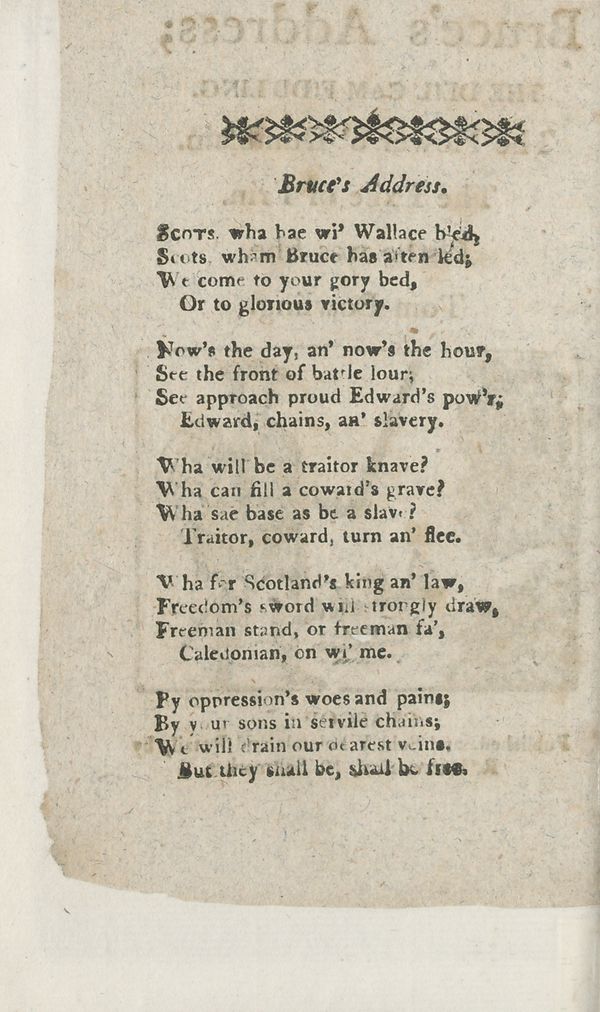 Bruce's Address.
Scots, wha hae wi' Wallace bled,
Scots, wham Bruce has aften led;
We come to your gory bed,
Or to glorious victory.
Now's the day, an' now's the hour,
See the front of battle lour;
See approach proud Edward's pow'r;
Edward, chains, an' slavery.
Wha will be a traitor knave?
Wha can fill a coward's grave?
Wha sae base as be a slave?
Traitor, coward, turn an' flee.
Wha for Scotland's king an' law,
Freedom's sword will strongly draw,
Freeman stand, or freeman fa',
Caledonian, on wi' me.
By oppression's woes and pains;
By your sons in servile chains;
We will drain our dearest veins.
But they shall be, shall be free.